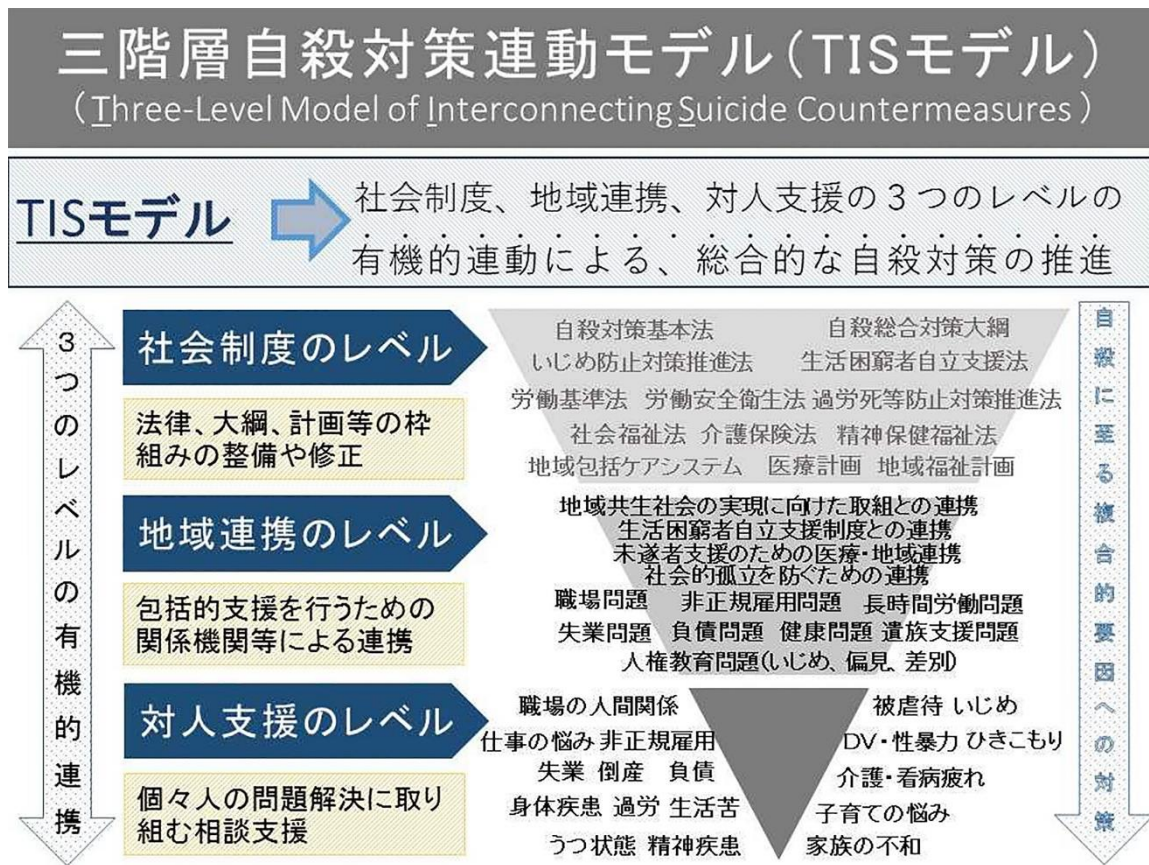 三階層自殺対策連動モデル(TISモデル)
(Three-Level Model of Interconnecting Suicide Countermeasures)
TISモデル
社会制度、地域連携、対人支援の3つのレベルの
有機的連動による、総合的な自殺対策の推進
3つのレベルの有機的連携
社会制度のレベル
法律、大綱、計画等の枠
組みの整備や修正
自殺対策基本法 自殺総合対策大綱
いじめ防止対策推進法 生活困窮者自立支援法
労働基準法 労働安全衛生法 過労死等防止対策推進法
社会福祉法 介護保険法 精神保健福祉法
地域包括ケアシステム 医療計画 地域福祉計画
地域連携のレベル
包括的支援を行うための
関係機関等による連携
地域共生社会の実現に向けた取組との連携
生活困窮者自立支援制度との連携
未遂者支援のための医療・地域連携
社会的孤立を防ぐための連携
職場問題 非正規雇用問題 長時間労働問題
失業問題 負債問題 健康問題 遺族支援問題
人権教育問題(いじめ、偏見、差別)
対人支援のレベル
個々人の問題解決に取り
組む相談支援
職場の人間関係 被虐待 いじめ
仕事の悩み 非正規雇用 DV・性暴力 ひきこもり
失業 倒産 負債 介護・看病疲れ
身体疾患 過労 生活苦 子育ての悩み
うつ状態 精神疾患 家族の不和
自殺に至る複合的要因への対策